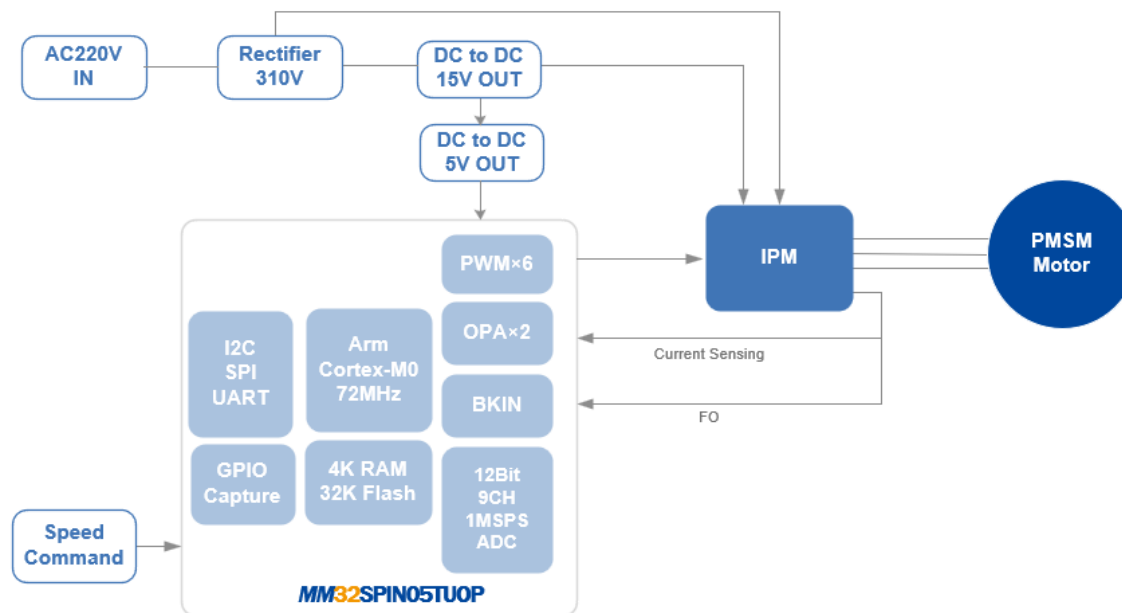 AC220V
IN
Rectifier
310V
DC to DC
15V OUT
DC to DC
5V OUT
PWM×6
IPM
PMSM
Motor
OPA×2
I2C
SPI
UART
Arm
Cortex-M0
72MHz
Current Sensing
BKIN
FO
GPIO
Capture
4K RAM
32K Flash
12Bit
9CH
1MSPS
ADC
Speed
Command
MM32SPIN05TUOP